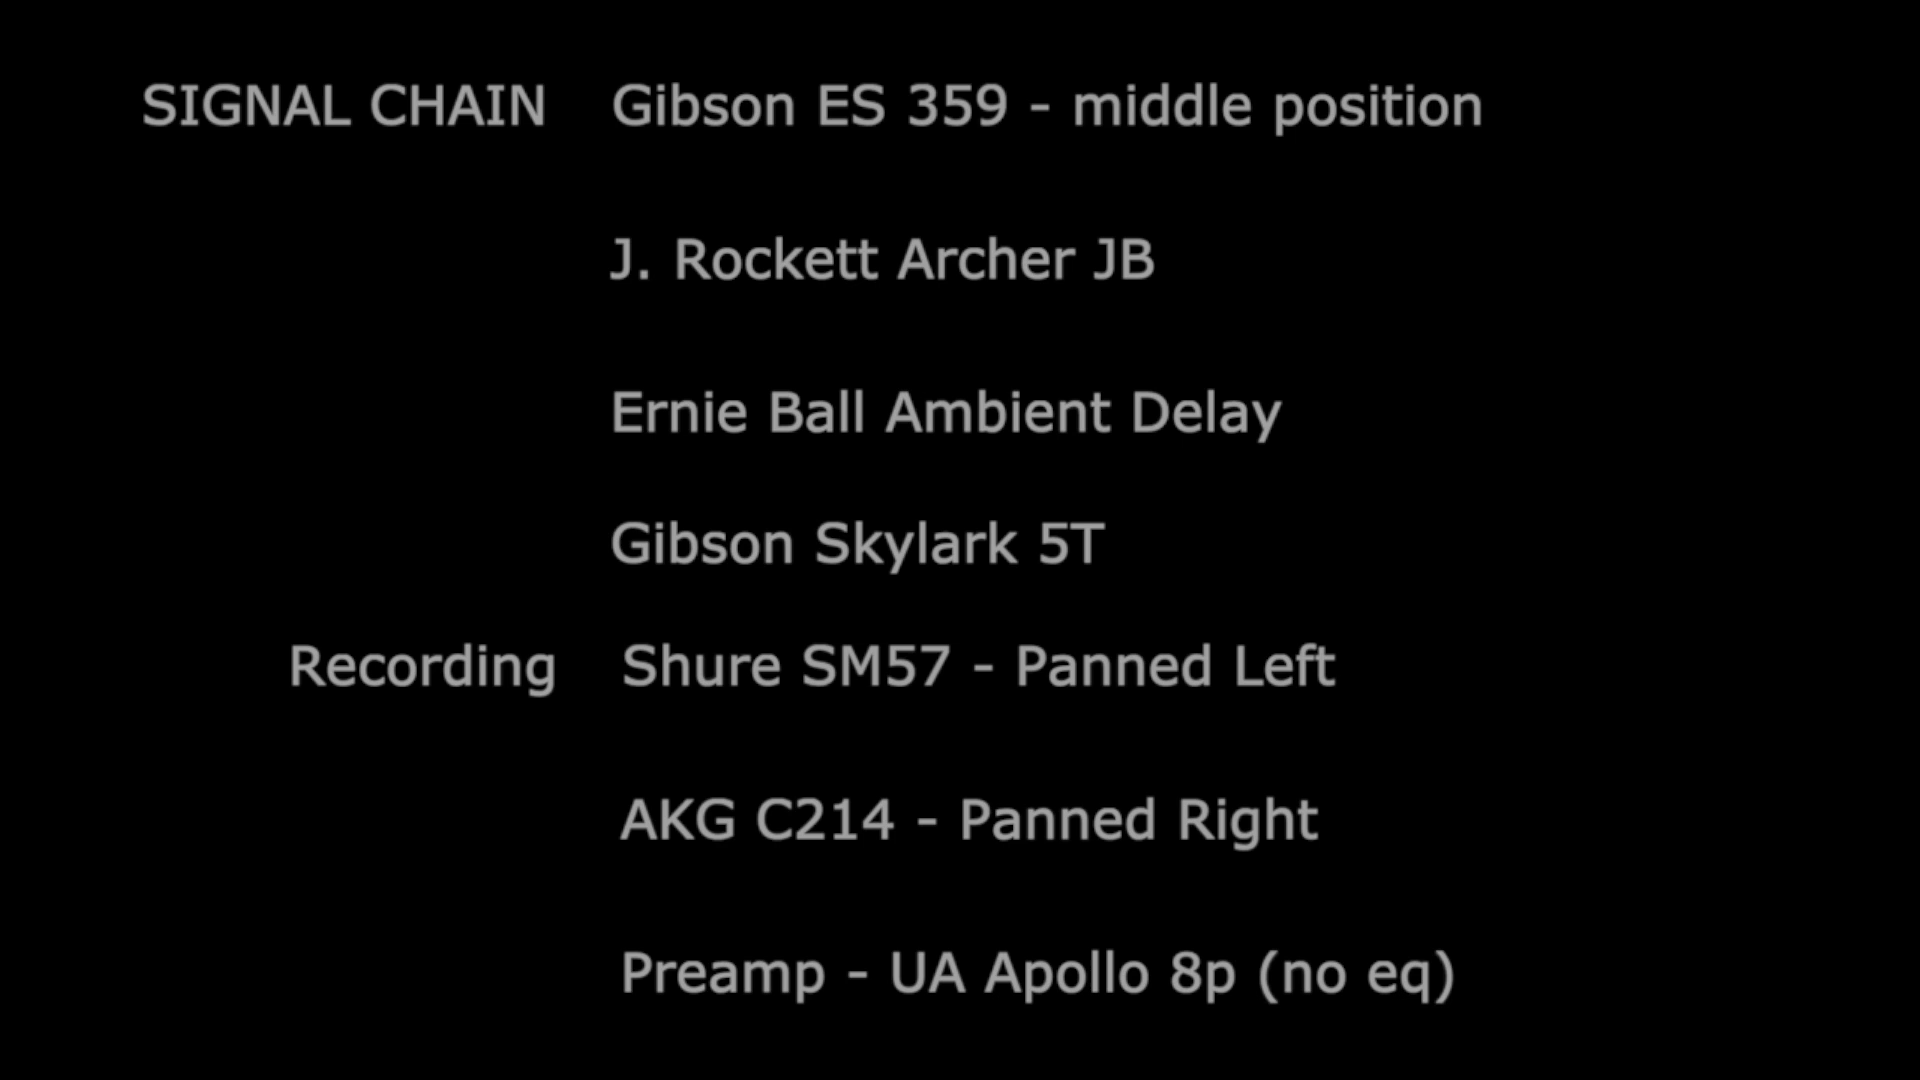 SIGNAL CHAIN Gibson ES 359 - middle position
J. Rockett Archer JB
Ernie Ball Ambient Delay
Gibson Skylark 5T
Recording Shure SM57 - Panned Left
AKG C214 - Panned Right
Preamp - UA Apollo 8p (no eq)